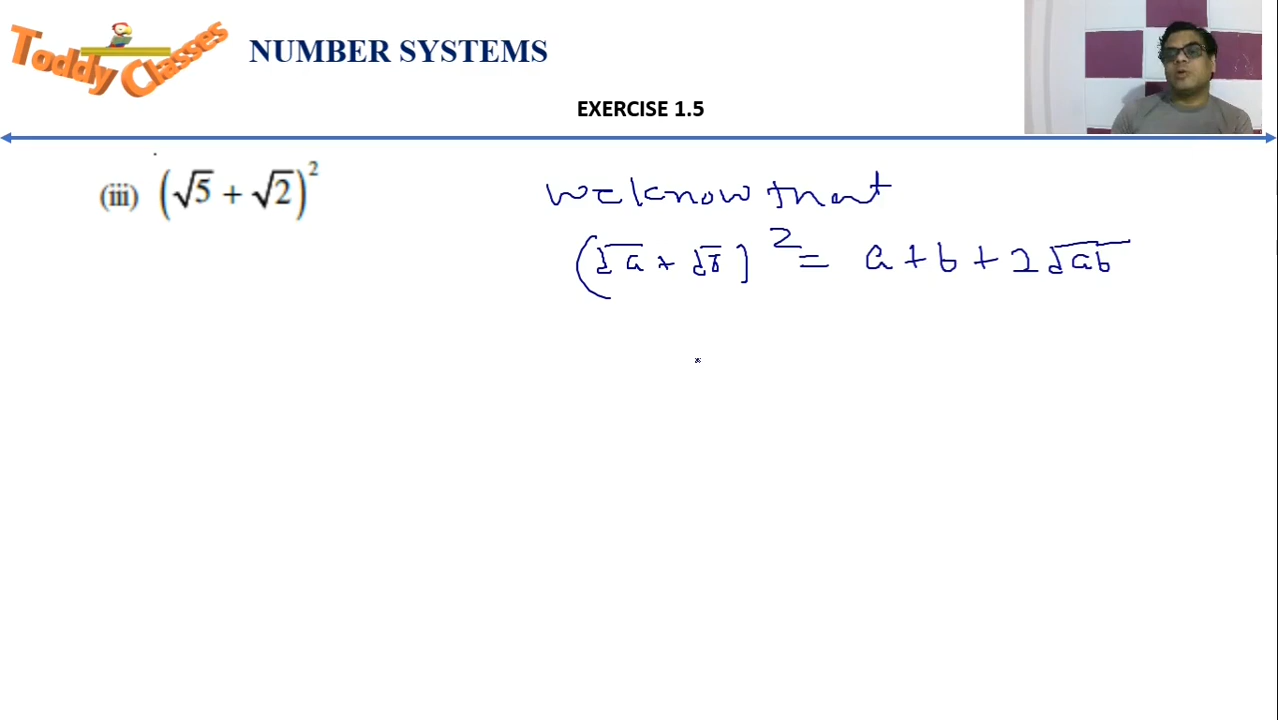 Toddy Classes
NUMBER SYSTEMS
EXERCISE 1.5
(iii) (√5 + √2)²
we know that
(√a + √b)² = a + b + 2√ab